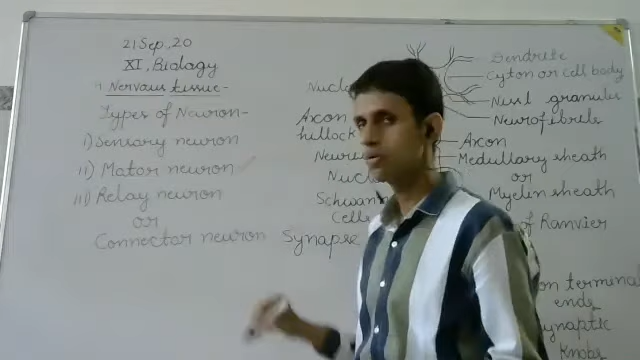 21 Sep, 20
XI, Biology
" Nervous tissue-
Types of Neuron-
i) Sensory neuron
ii) Motor neuron
iii) Relay neuron
or
Connector neuron
Axon
hillock
Schwann
Cells
Synapse
Dendrite
Cyton or cell body
Nissl granules
Neurofibrils
Axon
Medullary sheath
or
Myelin sheath
of Ranvier
terminal
ends
Knobs